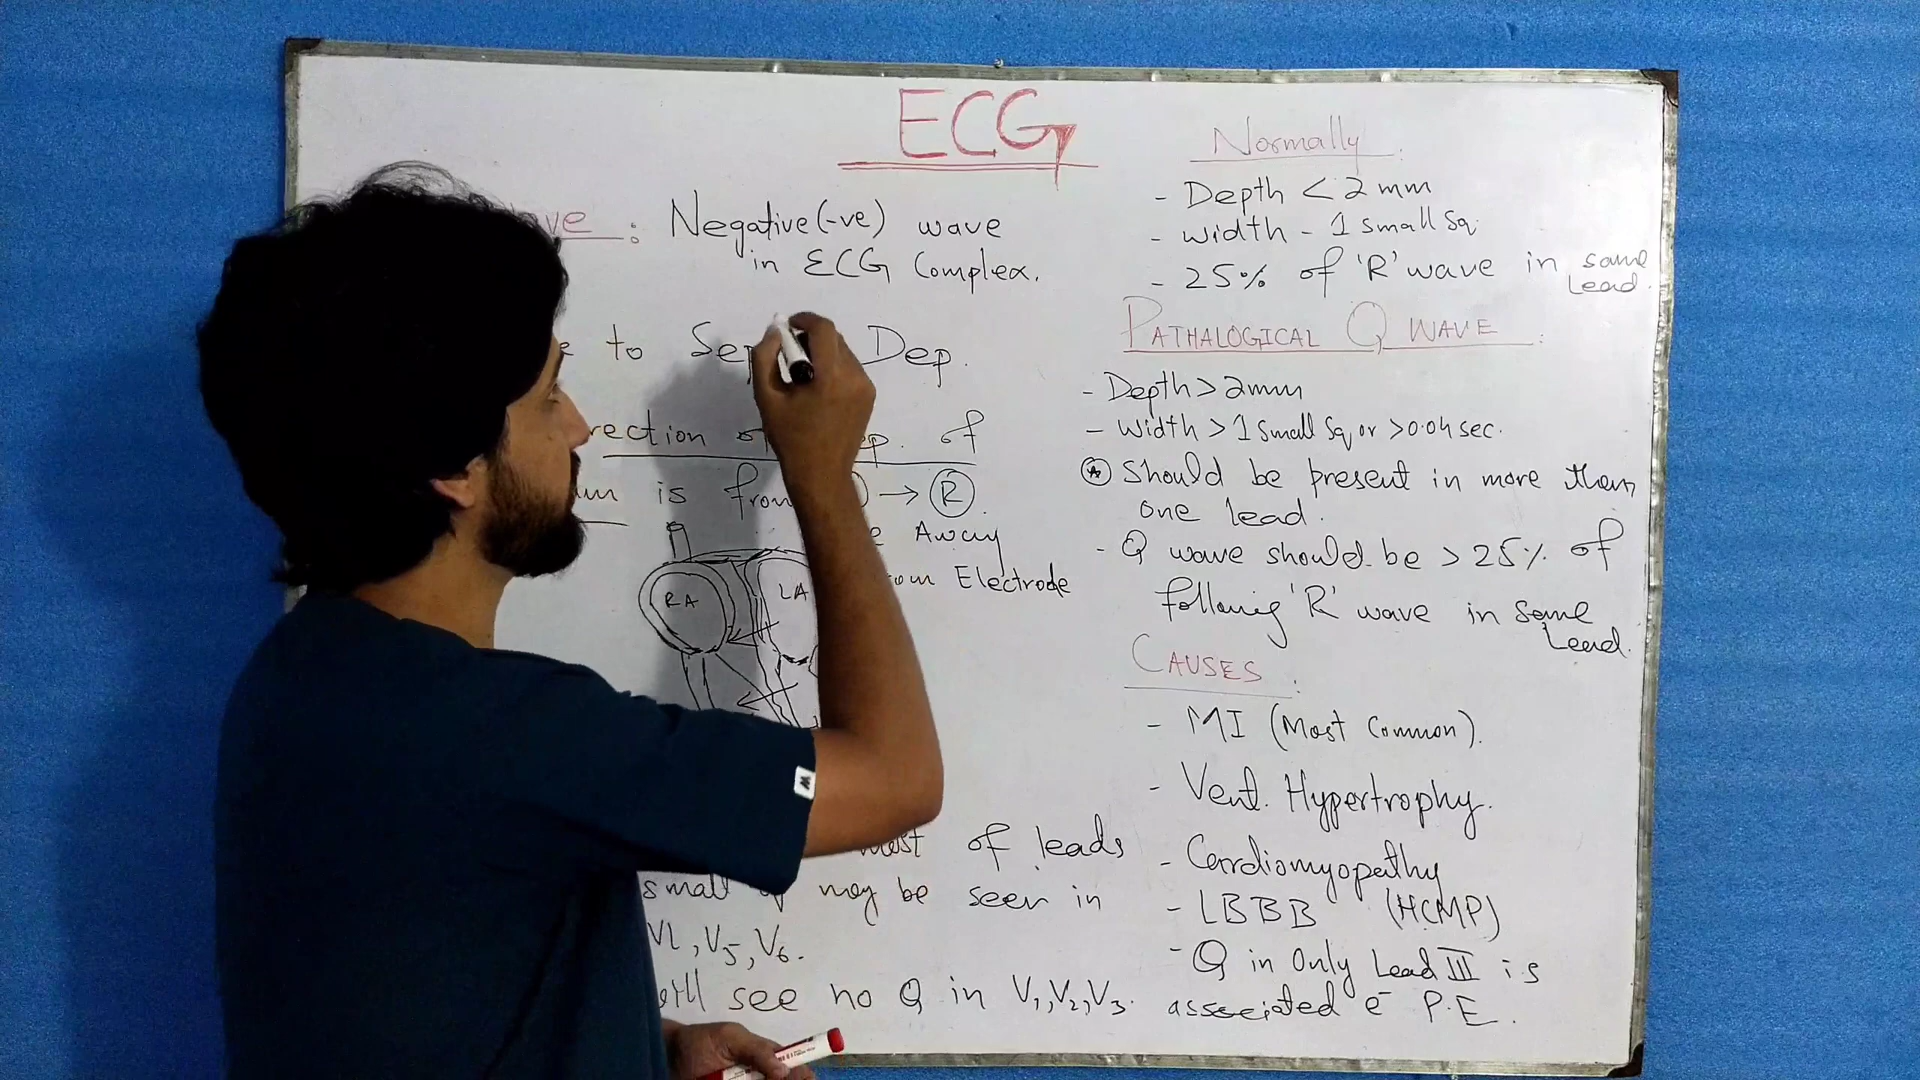 ECG
: Negative(-ve) wave
in ECG Complex.
to Dep.
of
is from → R
Away
Electrode
RA
LA
of leads
small may be seen in
V5, V6.
see no Q in V1, V2, V3.
Normally
- Depth < 2 mm
- width - 1 small Sq.
- 25% of 'R' wave in same
Lead.
PATHALOGICAL Q WAVE :
- Depth > 2mm
- width > 1 small Sq or > 0.04 sec.
* Should be present in more than
one lead.
- Q wave should be > 25% of
following 'R' wave in same
Lead.
CAUSES :
- MI (Most Common).
- Vent. Hypertrophy.
- Cardiomyopathy
- LBBB (HCMP)
- Q in Only Lead III is
associated c̄ P.E.
W